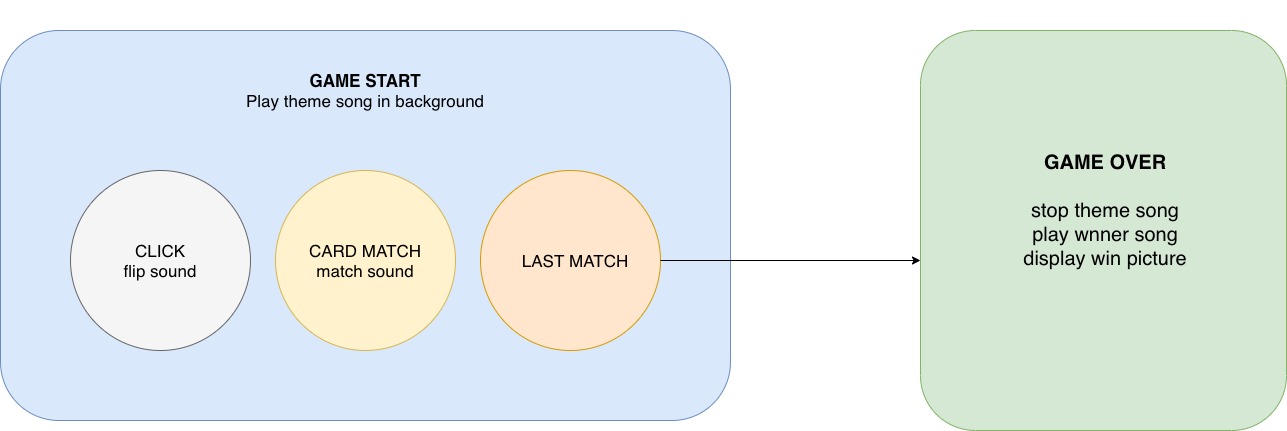 GAME START
Play theme song in background
CLICK
flip sound
CARD MATCH
match sound
LAST MATCH
GAME OVER
stop theme song
play wnner song
display win picture